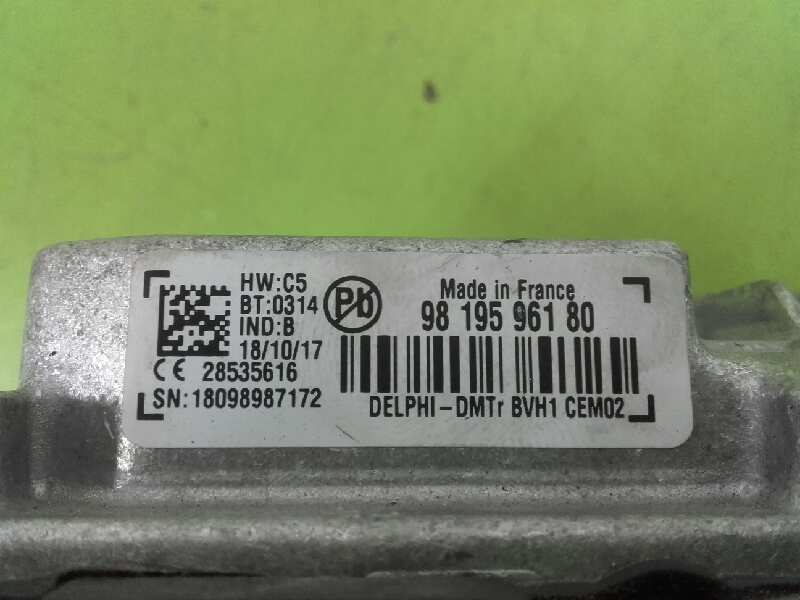 HW:C5
BT:0314
IND:B
18/10/17
CE 28535616
SN:18098987172
Pb
Made in France
98 195 961 80
DELPHI-DMTr BVH1 CEM02